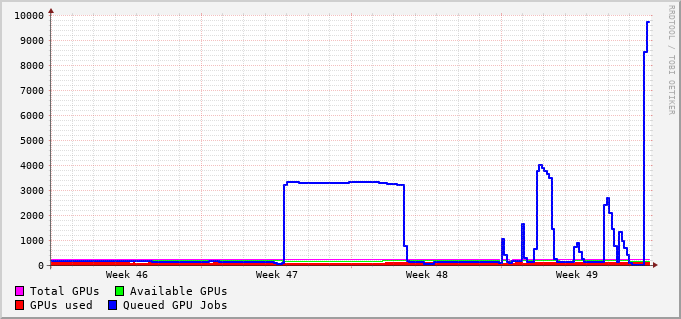 RRDTOOL / TOBI OETIKER
10000
9000
8000
7000
6000
5000
4000
3000
2000
1000
0
Week 46 Week 47 Week 48 Week 49
Total GPUs Available GPUs
GPUs used Queued GPU Jobs